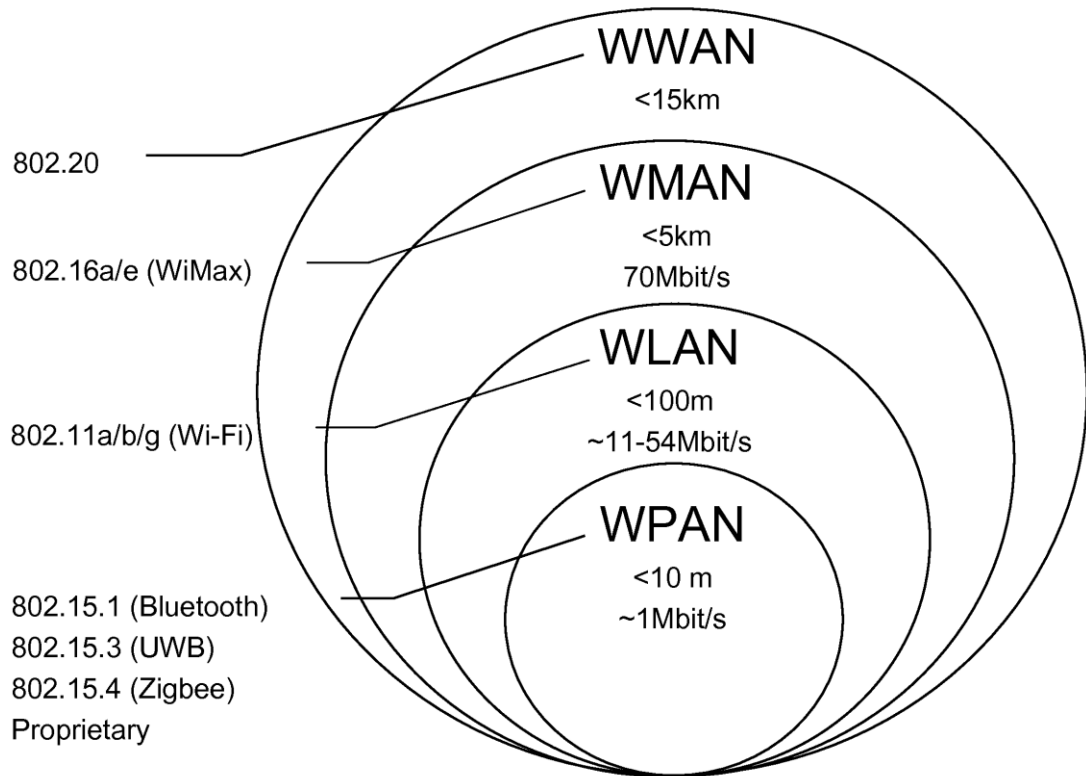 WWAN
<15km
802.20
WMAN
<5km
802.16a/e (WiMax)
70Mbit/s
WLAN
<100m
802.11a/b/g (Wi-Fi)
~11-54Mbit/s
WPAN
<10 m
802.15.1 (Bluetooth)
~1Mbit/s
802.15.3 (UWB)
802.15.4 (Zigbee)
Proprietary